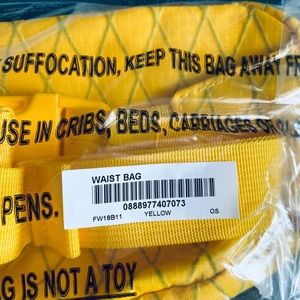 SUFFOCATION, KEEP THIS BAG AWAY FR
USE IN CRIBS, BEDS, CARRIAGES OR
WAIST BAG
0888977407073
FW18B11 YELLOW OS
PENS.
G IS NOT A TOY